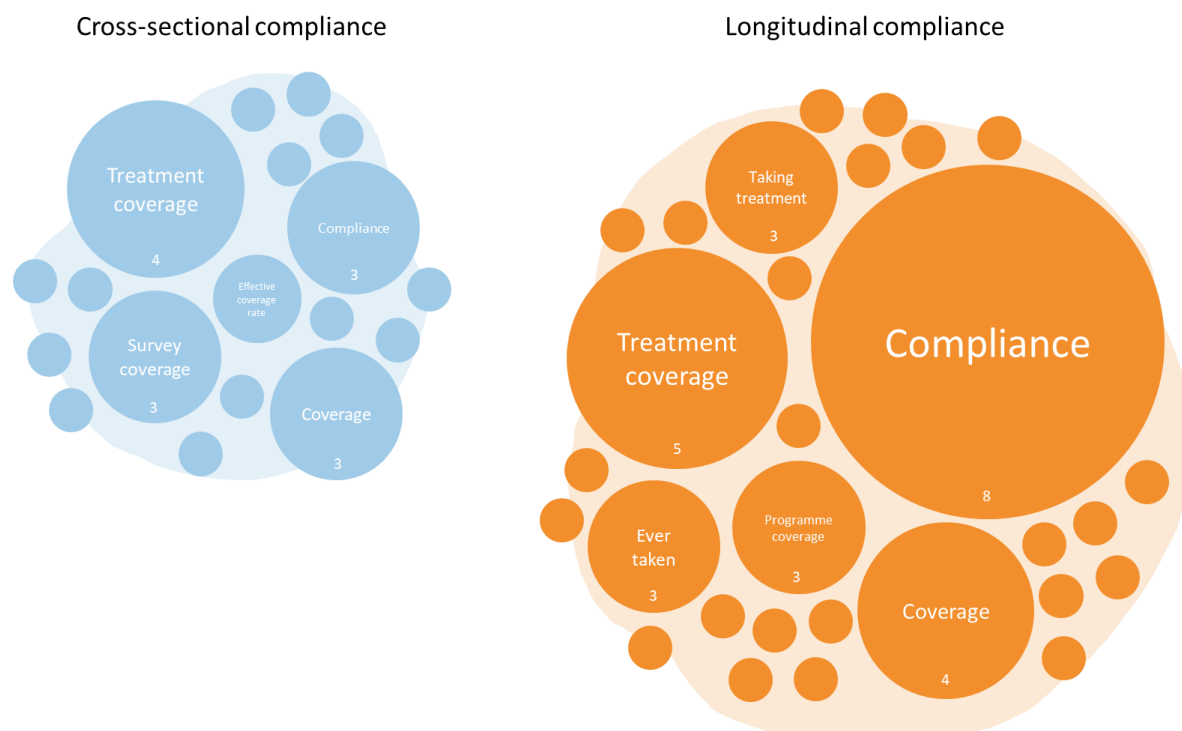 Cross-sectional compliance
Treatment
coverage
4
Compliance
3
Effective
coverage
rate
Survey
coverage
3
Coverage
3
Longitudinal compliance
Taking
treatment
3
Compliance
8
Treatment
coverage
5
Ever
taken
3
Programme
coverage
3
Coverage
4